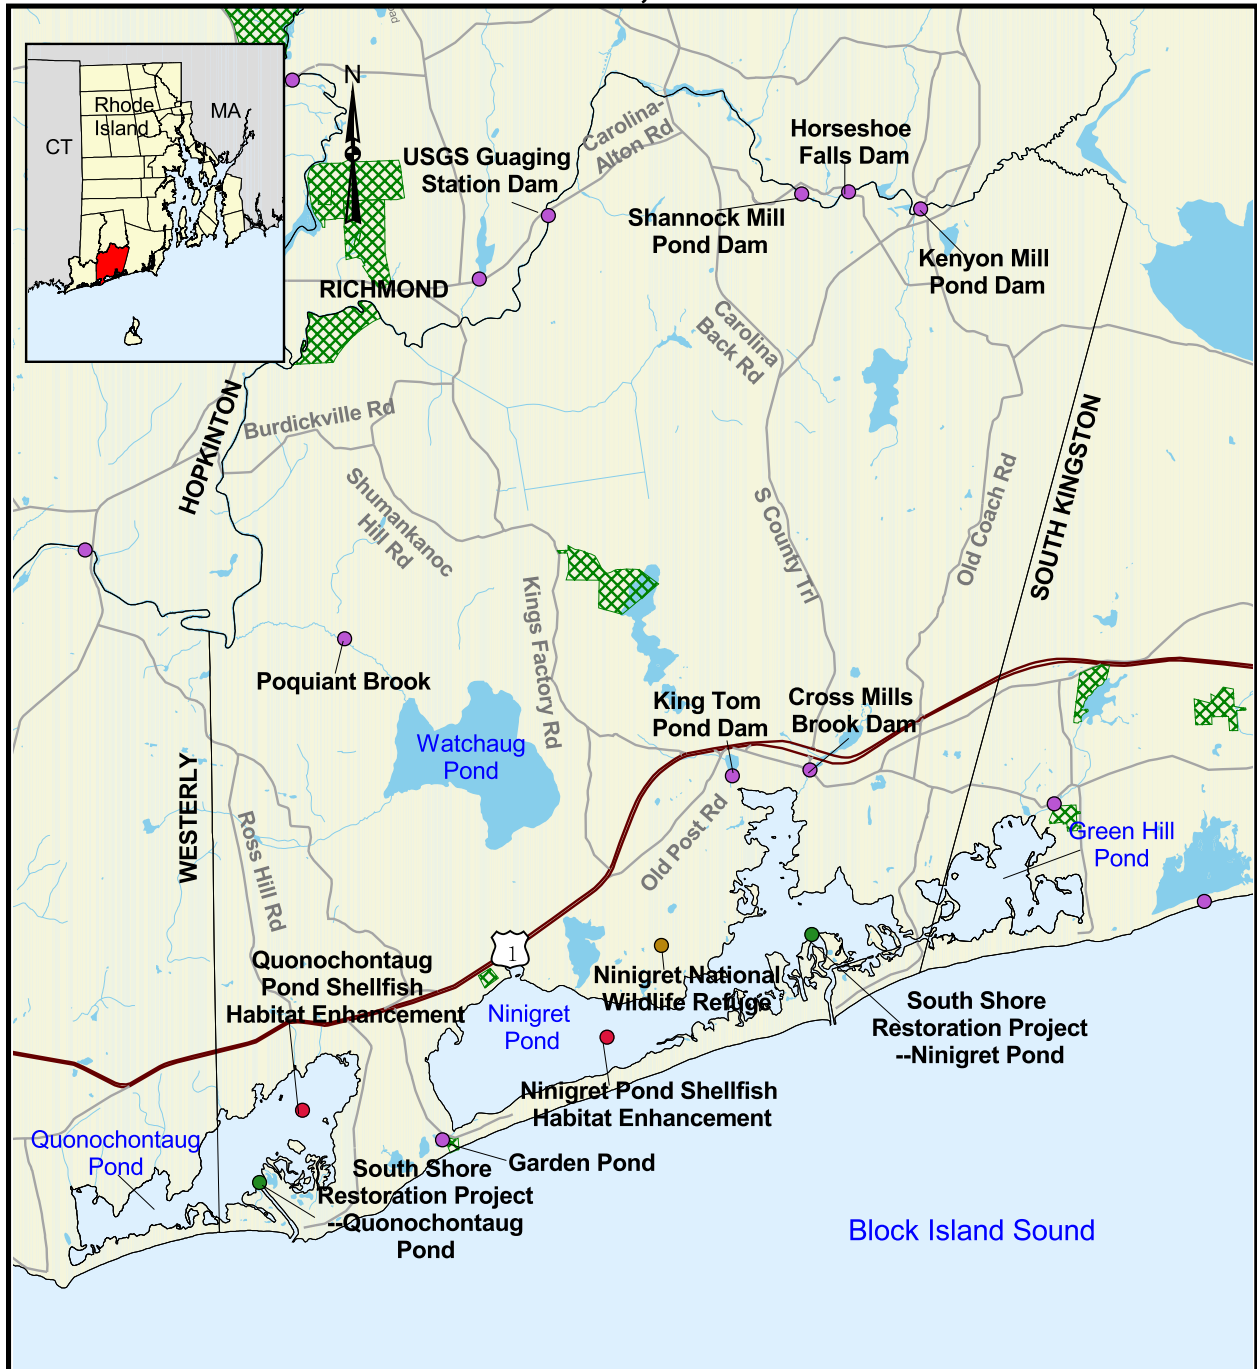 N
Rhode
Island
MA
CT
Carolina-
Alton Rd
USGS Guaging
Station Dam
Horseshoe
Falls Dam
Shannock Mill
Pond Dam
Kenyon Mill
Pond Dam
RICHMOND
Carolina
Back Rd
HOPKINTON
Burdickville Rd
Shumankanoc
Hill Rd
S County Trl
Old Coach Rd
SOUTH KINGSTON
Kings Factory Rd
Poquiant Brook
King Tom
Pond Dam
Cross Mills
Brook Dam
Watchaug
Pond
WESTERLY
Ross Hill Rd
Old Post Rd
Green Hill
Pond
1
Quonochontaug
Pond Shellfish
Habitat Enhancement
Ninigret National
Wildlife Refuge
Ninigret
Pond
South Shore
Restoration Project
--Ninigret Pond
Ninigret Pond Shellfish
Habitat Enhancement
Quonochontaug
Pond
Garden Pond
South Shore
Restoration Project
--Quonochontaug
Pond
Block Island Sound